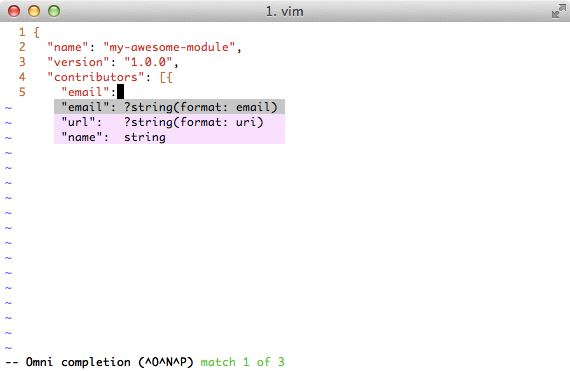 1. vim
1 {
2   "name": "my-awesome-module",
3   "version": "1.0.0",
4   "contributors": [{
5     "email":
~   "email": ?string(format: email)
~   "url":   ?string(format: uri)
~   "name":  string
~
~
~
~
~
~
~
~
~
~
~
~
~
~
-- Omni completion (^O^N^P) match 1 of 3